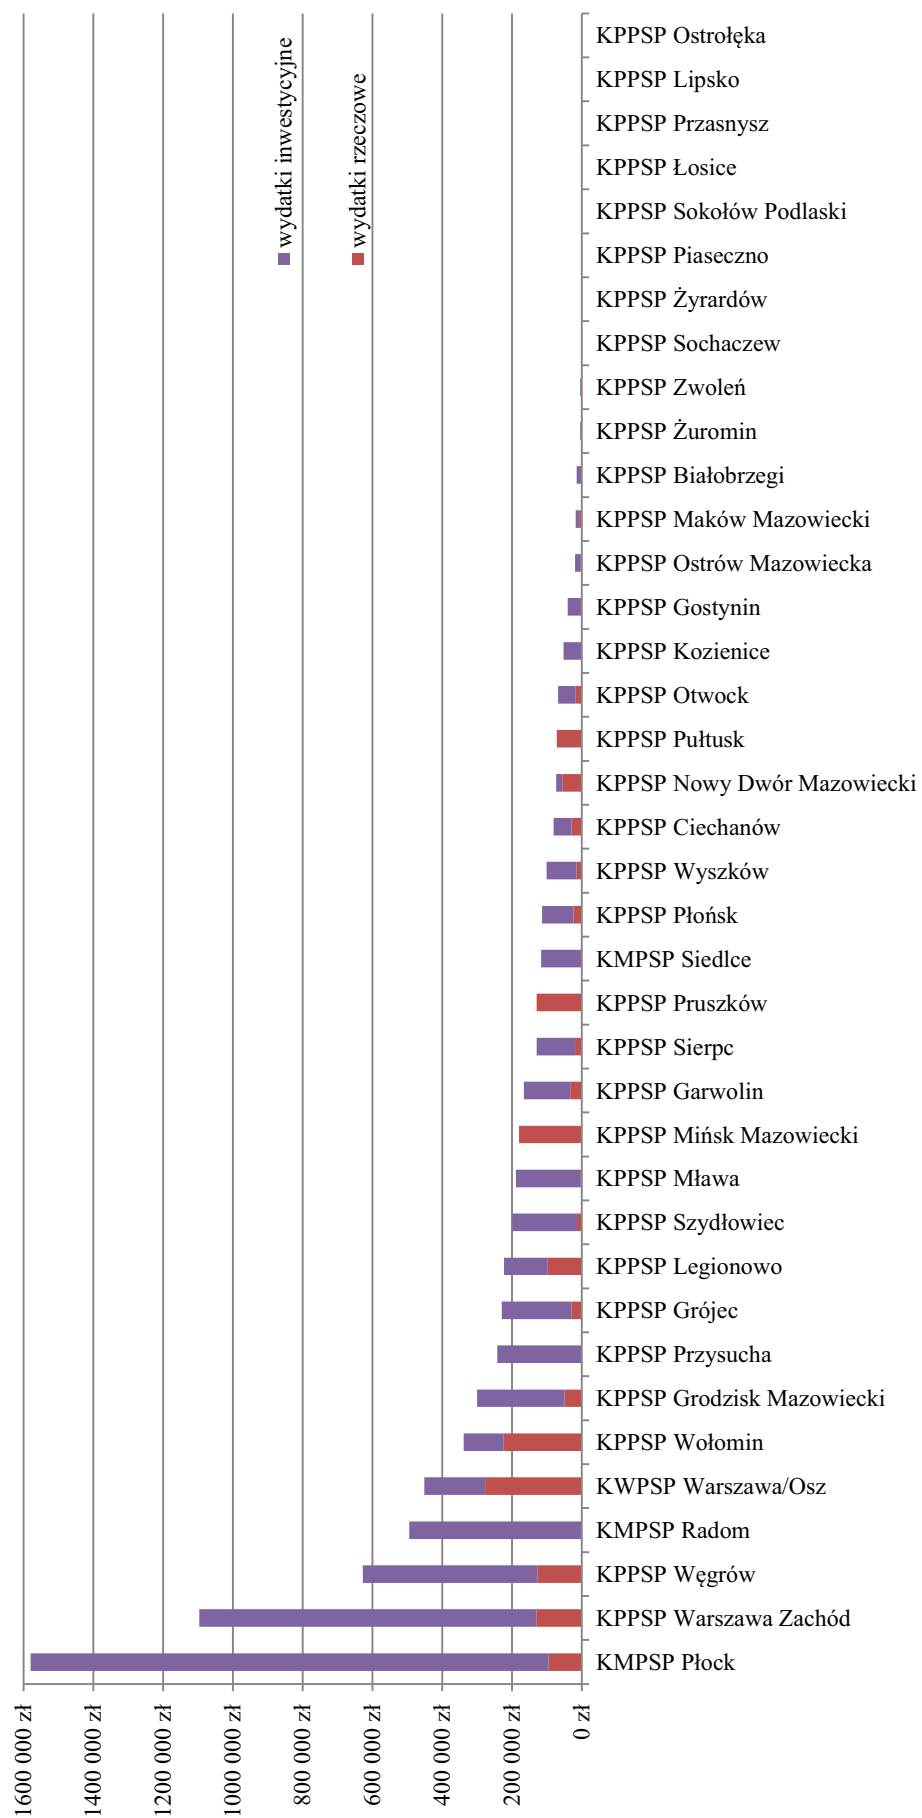 wydatki inwestycyjne
wydatki rzeczowe
KPPSP Ostrołęka
KPPSP Lipsko
KPPSP Przasnysz
KPPSP Łosice
KPPSP Sokołów Podlaski
KPPSP Piaseczno
KPPSP Żyrardów
KPPSP Sochaczew
KPPSP Zwoleń
KPPSP Żuromin
KPPSP Białobrzegi
KPPSP Maków Mazowiecki
KPPSP Ostrów Mazowiecka
KPPSP Gostynin
KPPSP Kozienice
KPPSP Otwock
KPPSP Pułtusk
KPPSP Nowy Dwór Mazowiecki
KPPSP Ciechanów
KPPSP Wyszków
KPPSP Płońsk
KMPSP Siedlce
KPPSP Pruszków
KPPSP Sierpc
KPPSP Garwolin
KPPSP Mińsk Mazowiecki
KPPSP Mława
KPPSP Szydłowiec
KPPSP Legionowo
KPPSP Grójec
KPPSP Przysucha
KPPSP Grodzisk Mazowiecki
KPPSP Wołomin
KWPSP Warszawa/Osz
KMPSP Radom
KPPSP Węgrów
KPPSP Warszawa Zachód
KMPSP Płock
1600 000 zł
1400 000 zł
1200 000 zł
1000 000 zł
800 000 zł
600 000 zł
400 000 zł
200 000 zł
0 zł